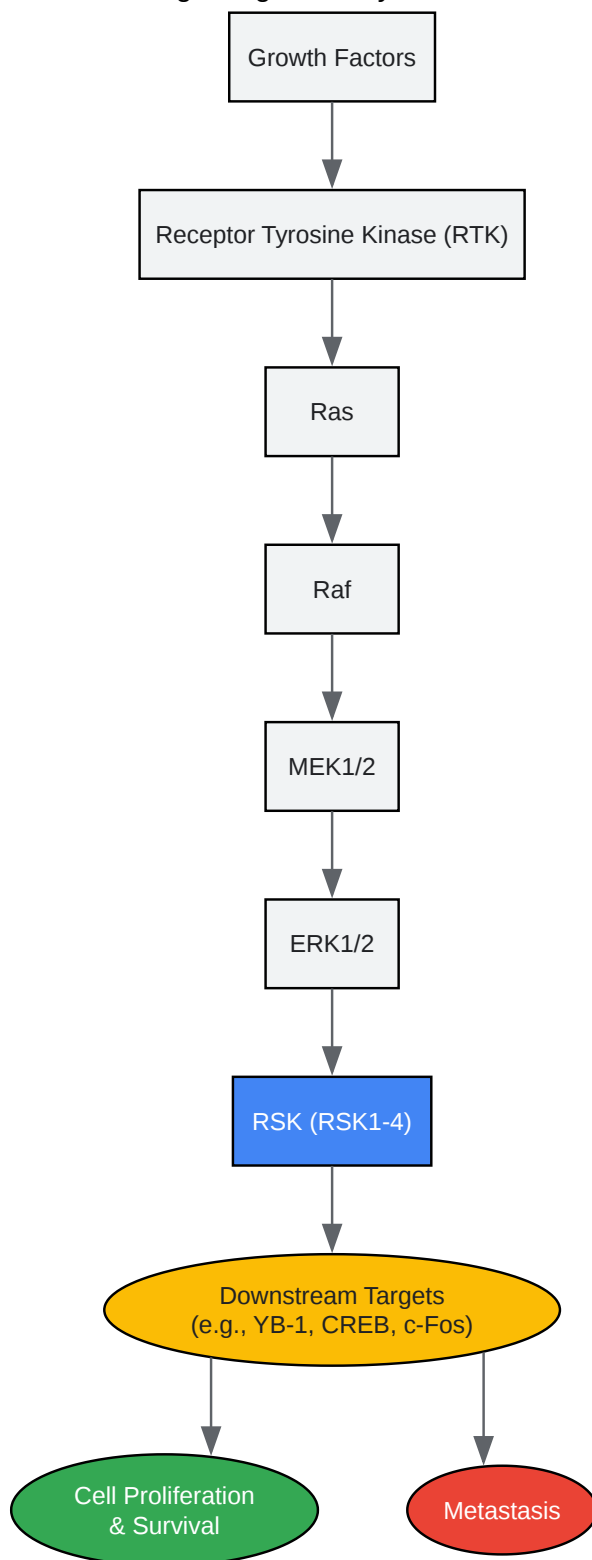 Growth Factors
Receptor Tyrosine Kinase (RTK)
Ras
Raf
MEK1/2
ERK1/2
RSK (RSK1-4)
Downstream Targets
(e.g., YB-1, CREB, c-Fos)
Cell Proliferation
& Survival
Metastasis